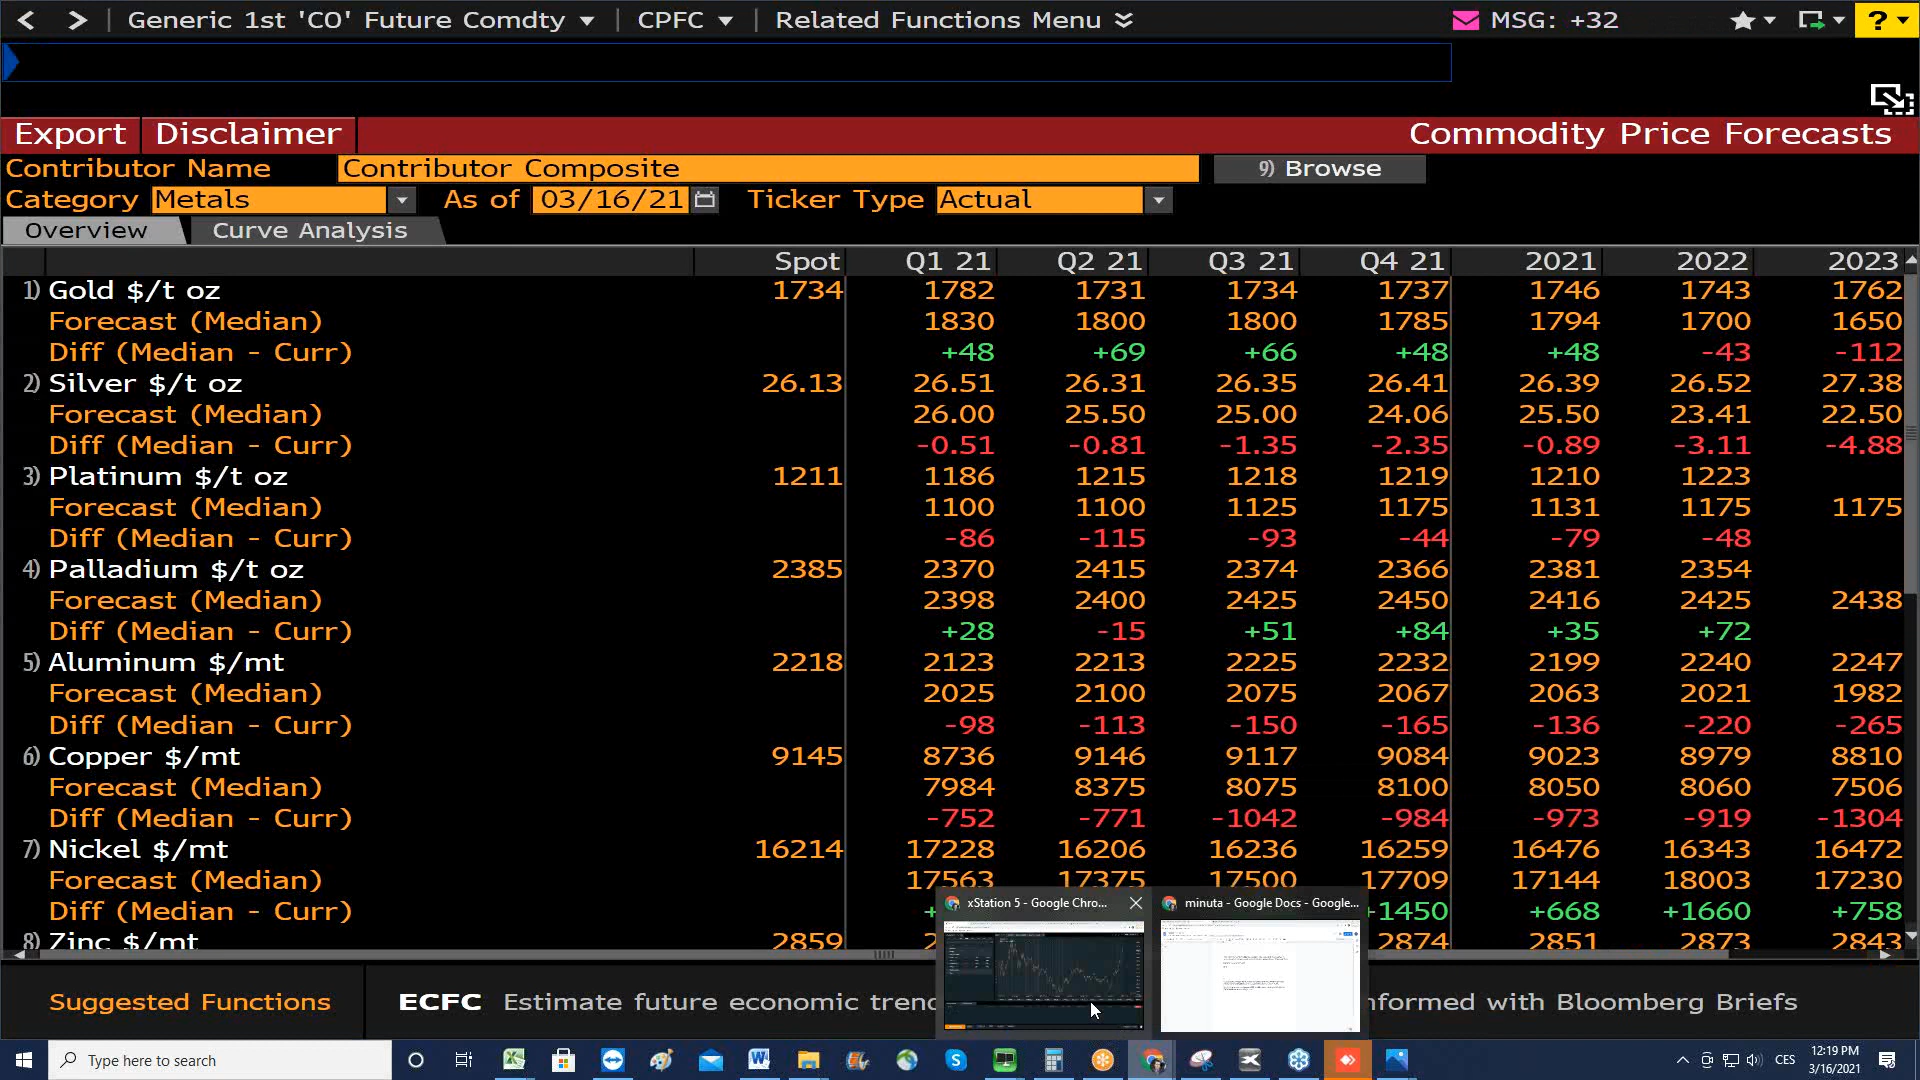 Generic 1st 'CO' Future Comdty CPFC Related Functions Menu MSG: +32 ?
Export Disclaimer Commodity Price Forecasts
Contributor Name Contributor Composite 9) Browse
Category Metals As of 03/16/21 Ticker Type Actual
Overview Curve Analysis
Spot Q1 21 Q2 21 Q3 21 Q4 21 2021 2022 2023
1) Gold $/t oz 1734 1782 1731 1734 1737 1746 1743 1762
Forecast (Median) 1830 1800 1800 1785 1794 1700 1650
Diff (Median - Curr) +48 +69 +66 +48 +48 -43 -112
2) Silver $/t oz 26.13 26.51 26.31 26.35 26.41 26.39 26.52 27.38
Forecast (Median) 26.00 25.50 25.00 24.06 25.50 23.41 22.50
Diff (Median - Curr) -0.51 -0.81 -1.35 -2.35 -0.89 -3.11 -4.88
3) Platinum $/t oz 1211 1186 1215 1218 1219 1210 1223
Forecast (Median) 1100 1100 1125 1175 1131 1175 1175
Diff (Median - Curr) -86 -115 -93 -44 -79 -48
4) Palladium $/t oz 2385 2370 2415 2374 2366 2381 2354
Forecast (Median) 2398 2400 2425 2450 2416 2425 2438
Diff (Median - Curr) +28 -15 +51 +84 +35 +72
5) Aluminum $/mt 2218 2123 2213 2225 2232 2199 2240 2247
Forecast (Median) 2025 2100 2075 2067 2063 2021 1982
Diff (Median - Curr) -98 -113 -150 -165 -136 -220 -265
6) Copper $/mt 9145 8736 9146 9117 9084 9023 8979 8810
Forecast (Median) 7984 8375 8075 8100 8050 8060 7506
Diff (Median - Curr) -752 -771 -1042 -984 -973 -919 -1304
7) Nickel $/mt 16214 17228 16206 16236 16259 16476 16343 16472
Forecast (Median) 17563 17375 17500 17709 17144 18003 17230
Diff (Median - Curr) +1450 +668 +1660 +758
xStation 5 - Google Chro... minuta - Google Docs - Google...
8) Zinc $/mt 2859 2874 2851 2873 2843
Suggested Functions ECFC Estimate future economic trend nformed with Bloomberg Briefs
Type here to search CES 12:19 PM
3/16/2021